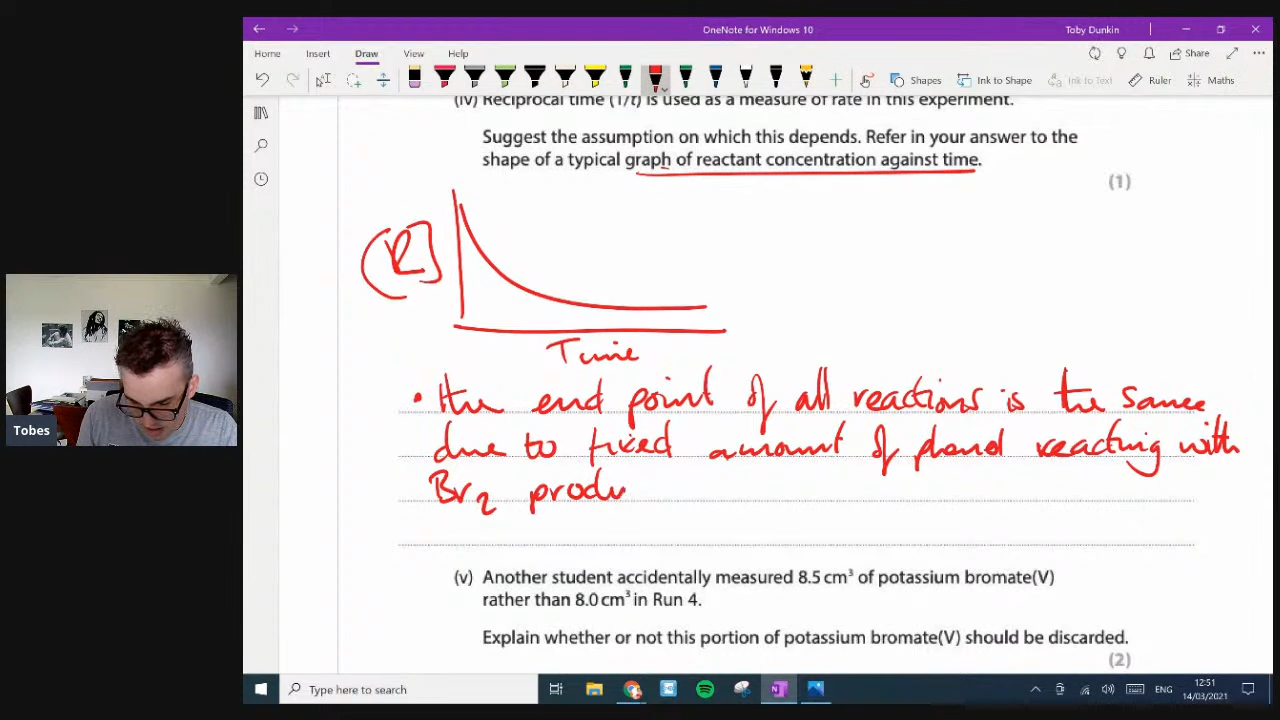 OneNote for Windows 10
Toby Dunkin
Home Insert Draw View Help
Share
Shapes
Ink to Shape
Ink to Text
Ruler
Maths
(iv) Reciprocal time (1/t) is used as a measure of rate in this experiment.
Suggest the assumption on which this depends. Refer in your answer to the
shape of a typical graph of reactant concentration against time.
(1)
[R]
Time
• the end point of all reactions is the same
due to fixed amount of phenol reacting with
Br2 produ
(v) Another student accidentally measured 8.5 cm³ of potassium bromate(V)
rather than 8.0 cm³ in Run 4.
Explain whether or not this portion of potassium bromate(V) should be discarded.
(2)
Tobes
Type here to search
ENG
12:51
14/03/2021